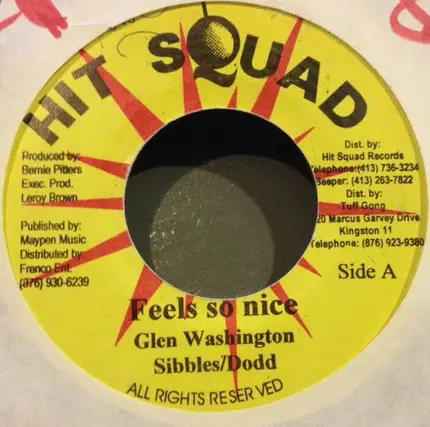 HIT SQUAD
Produced by:
Bernie Pitters
Exec. Prod.
Leroy Brown
Published by:
Maypen Music
Distributed by:
Franco Ent.
(876) 930-6239
Dist. by:
Hit Squad Records
Telephone:(413) 736-3234
Beeper: (413) 263-7822
Dist. by:
Tuff Gong
20 Marcus Garvey Drive
Kingston 11
Telephone: (876) 923-9380
Side A
Feels so nice
Glen Washington
Sibbles/Dodd
ALL RIGHTS RESERVED